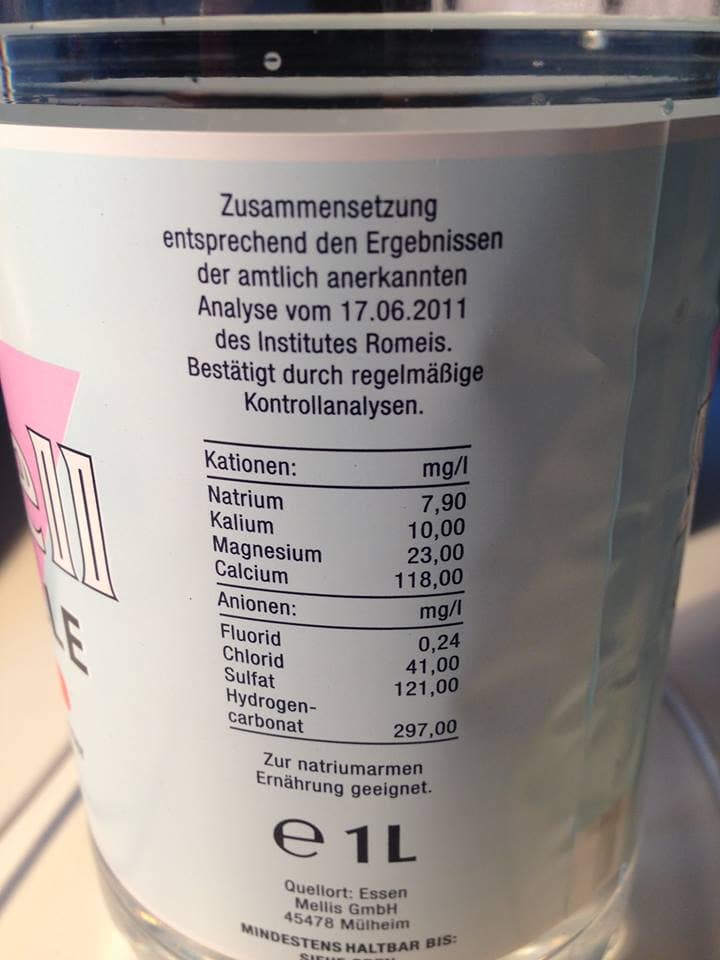 Zusammensetzung
entsprechend den Ergebnissen
der amtlich anerkannten
Analyse vom 17.06.2011
des Institutes Romeis.
Bestätigt durch regelmäßige
Kontrollanalysen.
Kationen: mg/l
Natrium 7,90
Kalium 10,00
Magnesium 23,00
Calcium 118,00
Anionen: mg/l
Fluorid 0,24
Chlorid 41,00
Sulfat 121,00
Hydrogen-
carbonat 297,00
Zur natriumarmen
Ernährung geeignet.
e 1L
Quellort: Essen
Mellis GmbH
45478 Mülheim
MINDESTENS HALTBAR BIS:
ell
LE